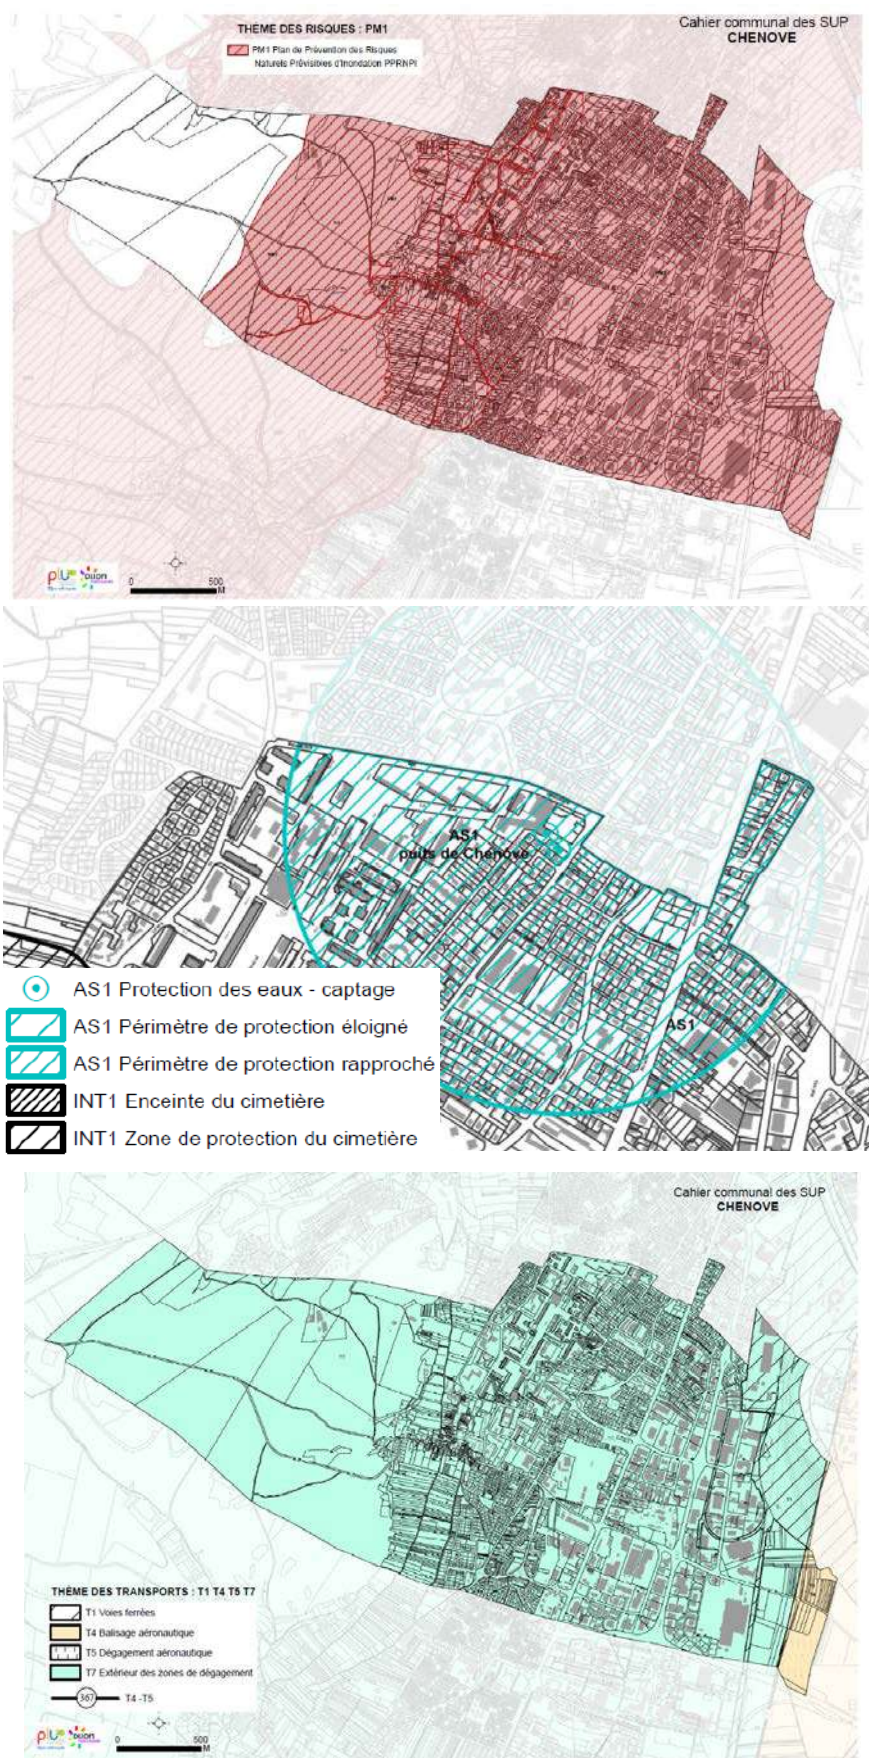 THÈME DES RISQUES : PM1
PM1 Plan de Prévention des Risques
Naturels Prévisibles d'Inondation PPRNPI
Cahier communal des SUP
CHENOVE
plu
Dijon
0 500
M
AS1
puits de Chenove
AS1
AS1 Protection des eaux - captage
AS1 Périmètre de protection éloigné
AS1 Périmètre de protection rapproché
INT1 Enceinte du cimetière
INT1 Zone de protection du cimetière
Cahier communal des SUP
CHENOVE
THÈME DES TRANSPORTS : T1 T4 T5 T7
T1 Voies ferrées
T4 Balisage aéronautique
T5 Dégagement aéronautique
T7 Extérieur des zones de dégagement
367 T4 -T5
plu
Dijon
0 500
M